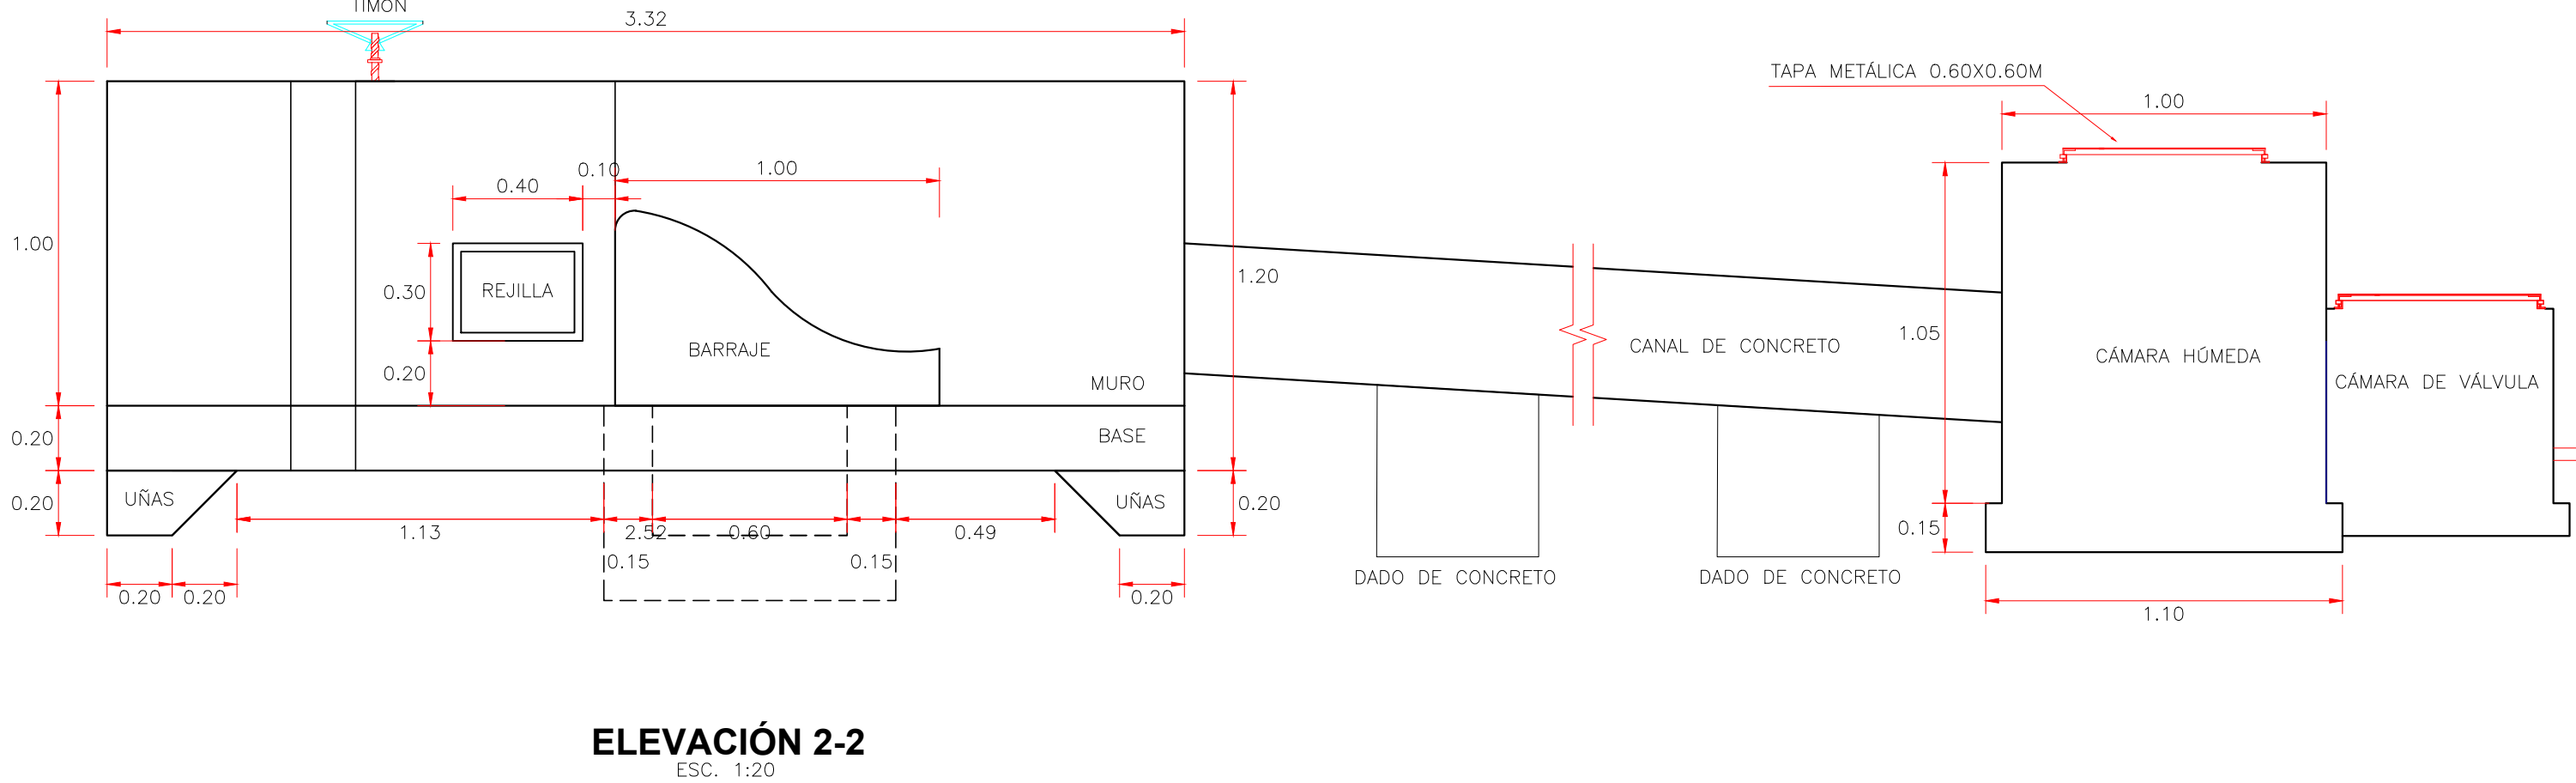 TIMÓN
3.32
TAPA METÁLICA 0.60X0.60M
1.00
0.10
1.00
0.40
1.00
1.20
0.30
REJILLA
1.05
CANAL DE CONCRETO
BARRAJE
CÁMARA HÚMEDA
0.20
MURO
CÁMARA DE VÁLVULA
0.20
BASE
0.20
UÑAS
UÑAS
0.20
1.13
2.52
0.60
0.49
0.15
0.15
0.15
DADO DE CONCRETO
DADO DE CONCRETO
0.20
0.20
0.20
1.10
ELEVACIÓN 2-2
ESC. 1:20